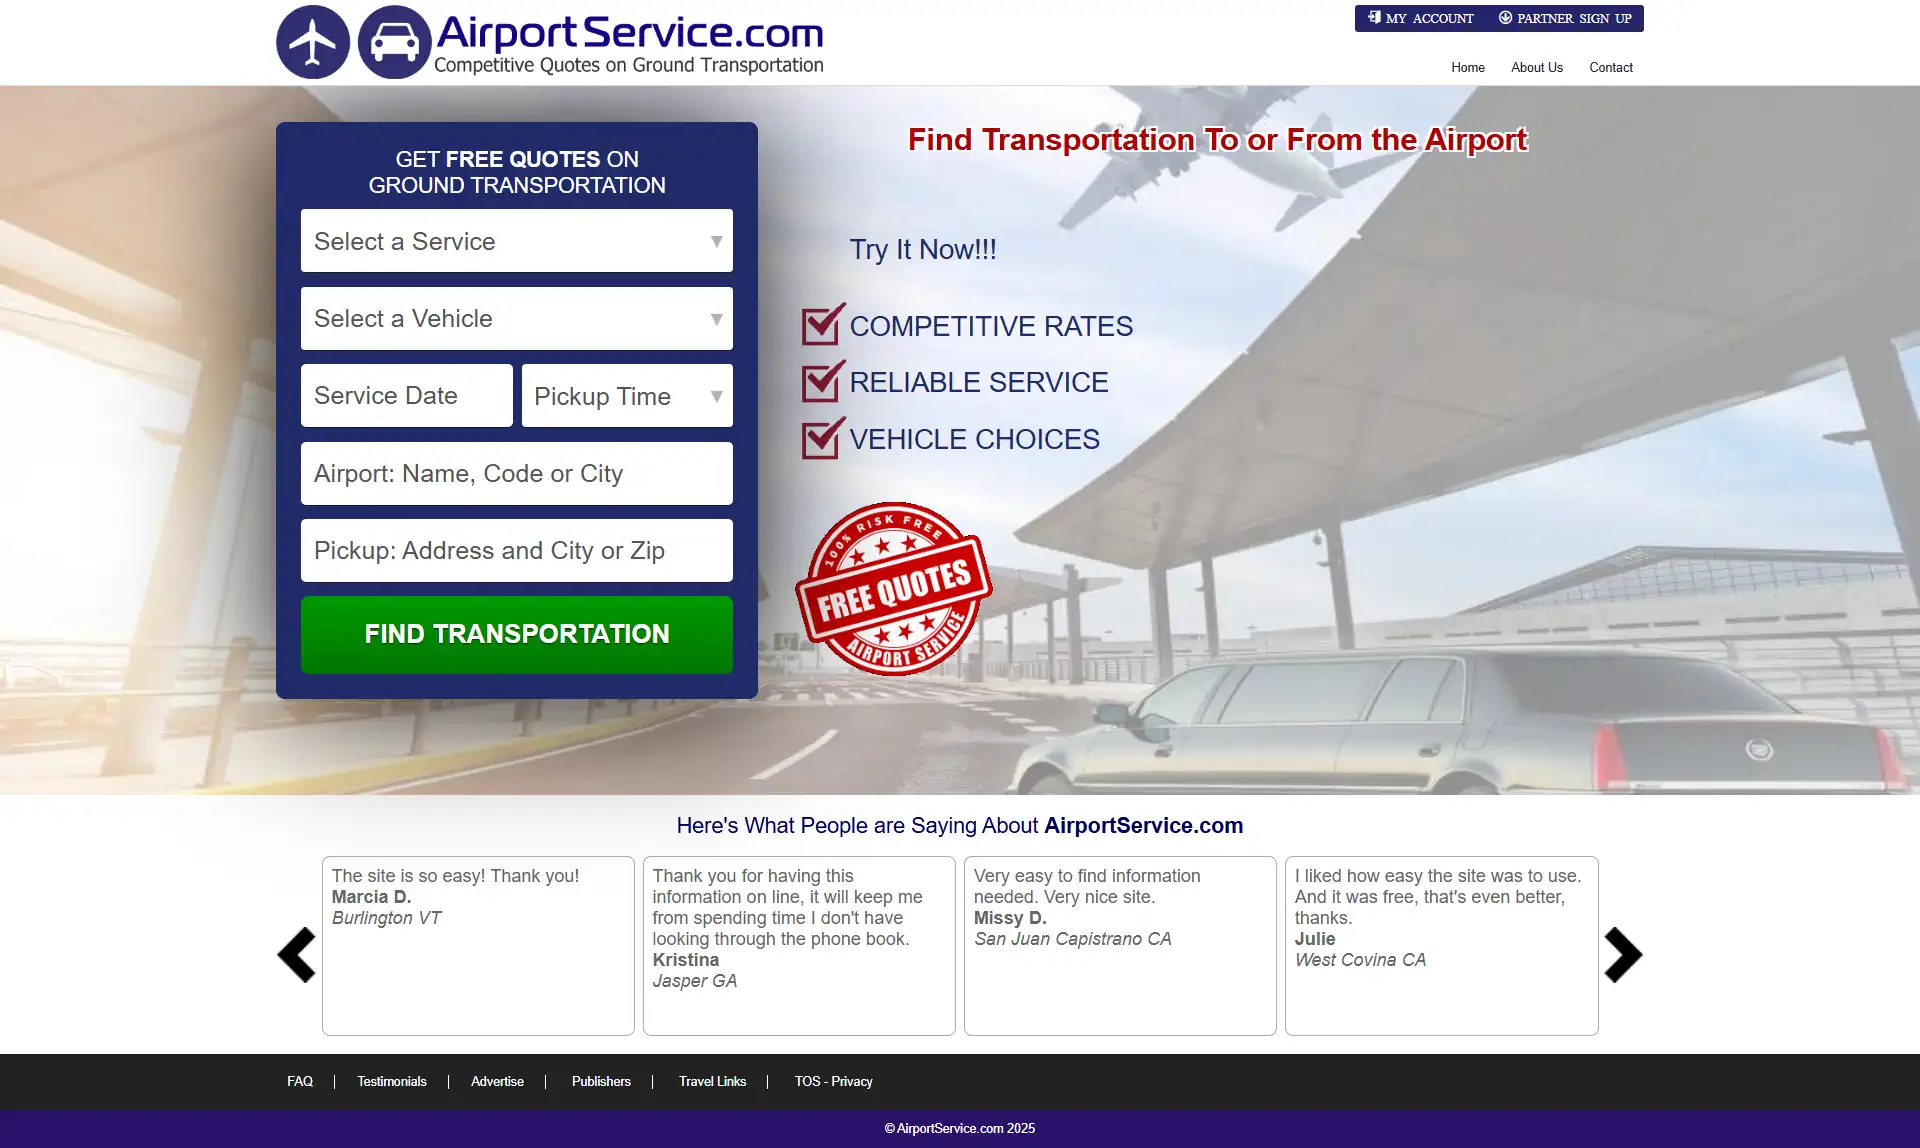 AirportService.com
Competitive Quotes on Ground Transportation
MY ACCOUNT
PARTNER SIGN UP
Home
About Us
Contact
GET FREE QUOTES ON
GROUND TRANSPORTATION
Select a Service
Select a Vehicle
Service Date
Pickup Time
Airport: Name, Code or City
Pickup: Address and City or Zip
FIND TRANSPORTATION
Find Transportation To or From the Airport
Try It Now!!!
COMPETITIVE RATES
RELIABLE SERVICE
VEHICLE CHOICES
100% RISK FREE
FREE QUOTES
AIRPORT SERVICE
Here's What People are Saying About AirportService.com
The site is so easy! Thank you!
Marcia D.
Burlington VT
Thank you for having this
information on line, it will keep me
from spending time I don't have
looking through the phone book.
Kristina
Jasper GA
Very easy to find information
needed. Very nice site.
Missy D.
San Juan Capistrano CA
I liked how easy the site was to use.
And it was free, that's even better,
thanks.
Julie
West Covina CA
FAQ
Testimonials
Advertise
Publishers
Travel Links
TOS - Privacy
© AirportService.com 2025